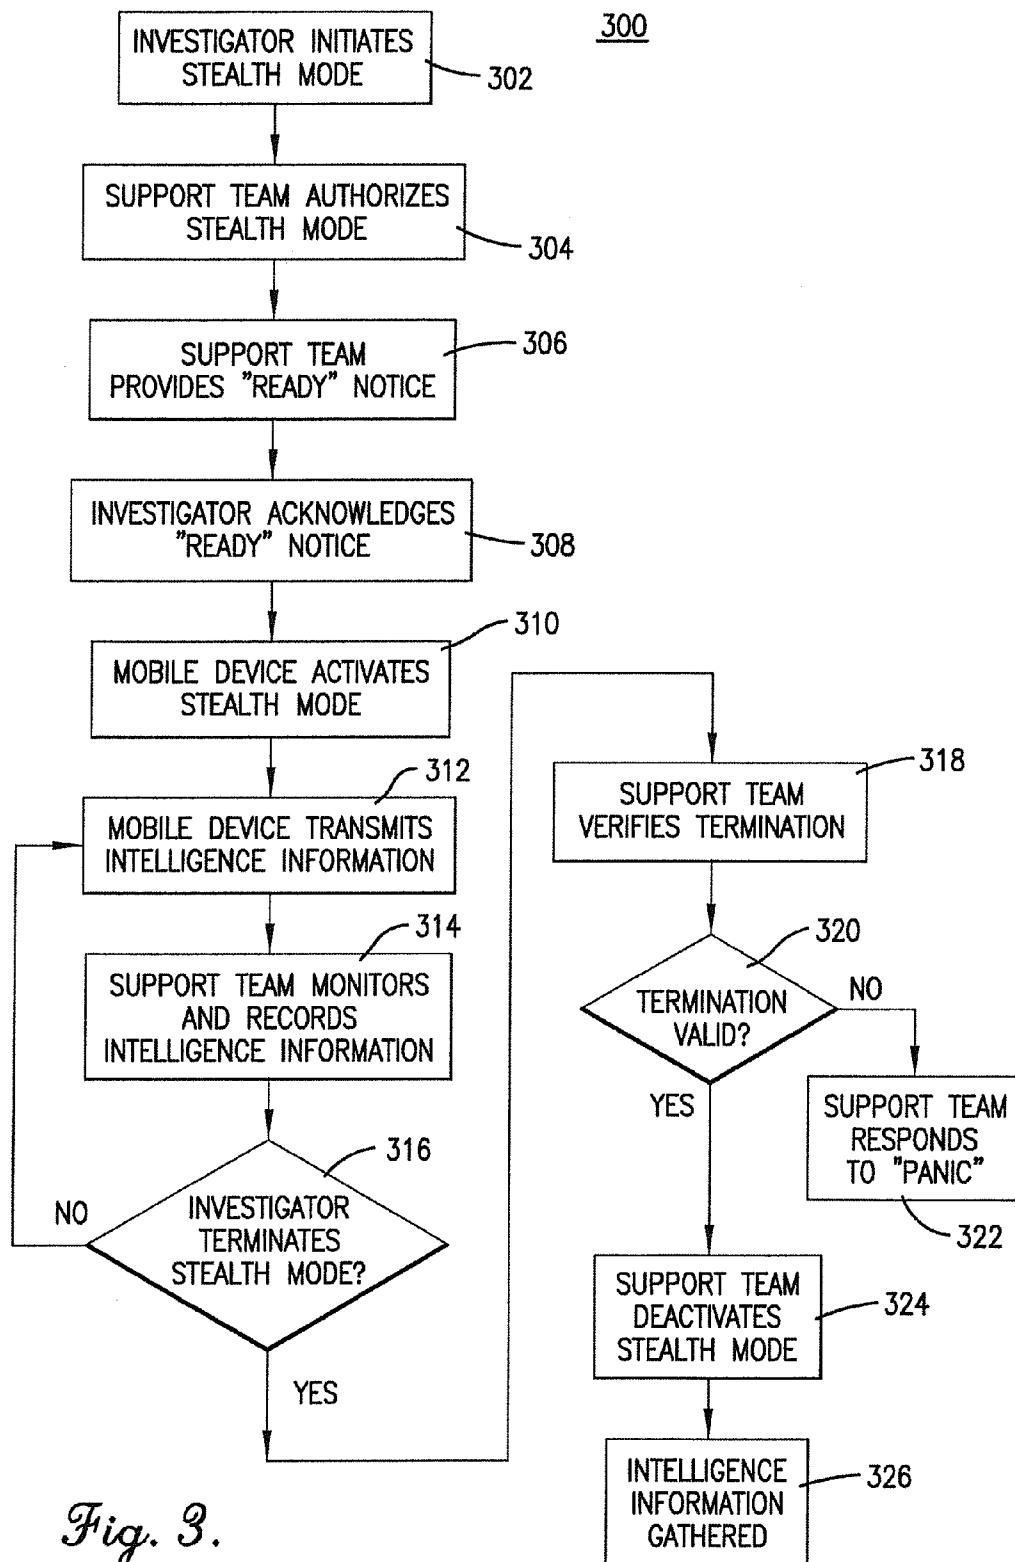 300
INVESTIGATOR INITIATES
STEALTH MODE
302
SUPPORT TEAM AUTHORIZES
STEALTH MODE
304
SUPPORT TEAM
PROVIDES "READY" NOTICE
306
INVESTIGATOR ACKNOWLEDGES
"READY" NOTICE
308
MOBILE DEVICE ACTIVATES
STEALTH MODE
310
MOBILE DEVICE TRANSMITS
INTELLIGENCE INFORMATION
312
SUPPORT TEAM MONITORS
AND RECORDS
INTELLIGENCE INFORMATION
314
INVESTIGATOR
TERMINATES
STEALTH MODE?
316
NO
YES
SUPPORT TEAM
VERIFIES TERMINATION
318
TERMINATION
VALID?
320
NO
YES
SUPPORT TEAM
RESPONDS
TO "PANIC"
322
SUPPORT TEAM
DEACTIVATES
STEALTH MODE
324
INTELLIGENCE
INFORMATION
GATHERED
326
Fig. 3.